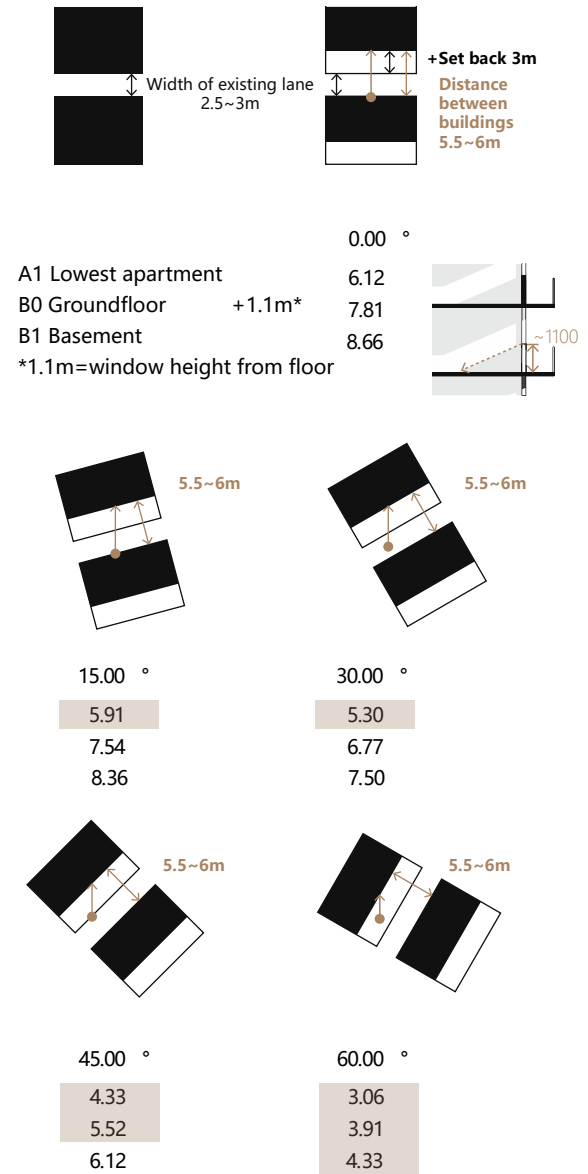 +Set back 3m
Width of existing lane
2.5~3m
Distance
between
buildings
5.5~6m
0.00 °
A1 Lowest apartment 6.12
B0 Groundfloor +1.1m* 7.81
B1 Basement 8.66
*1.1m=window height from floor
~1100
5.5~6m
5.5~6m
15.00 ° 30.00 °
5.91 5.30
7.54 6.77
8.36 7.50
5.5~6m
5.5~6m
45.00 ° 60.00 °
4.33 3.06
5.52 3.91
6.12 4.33